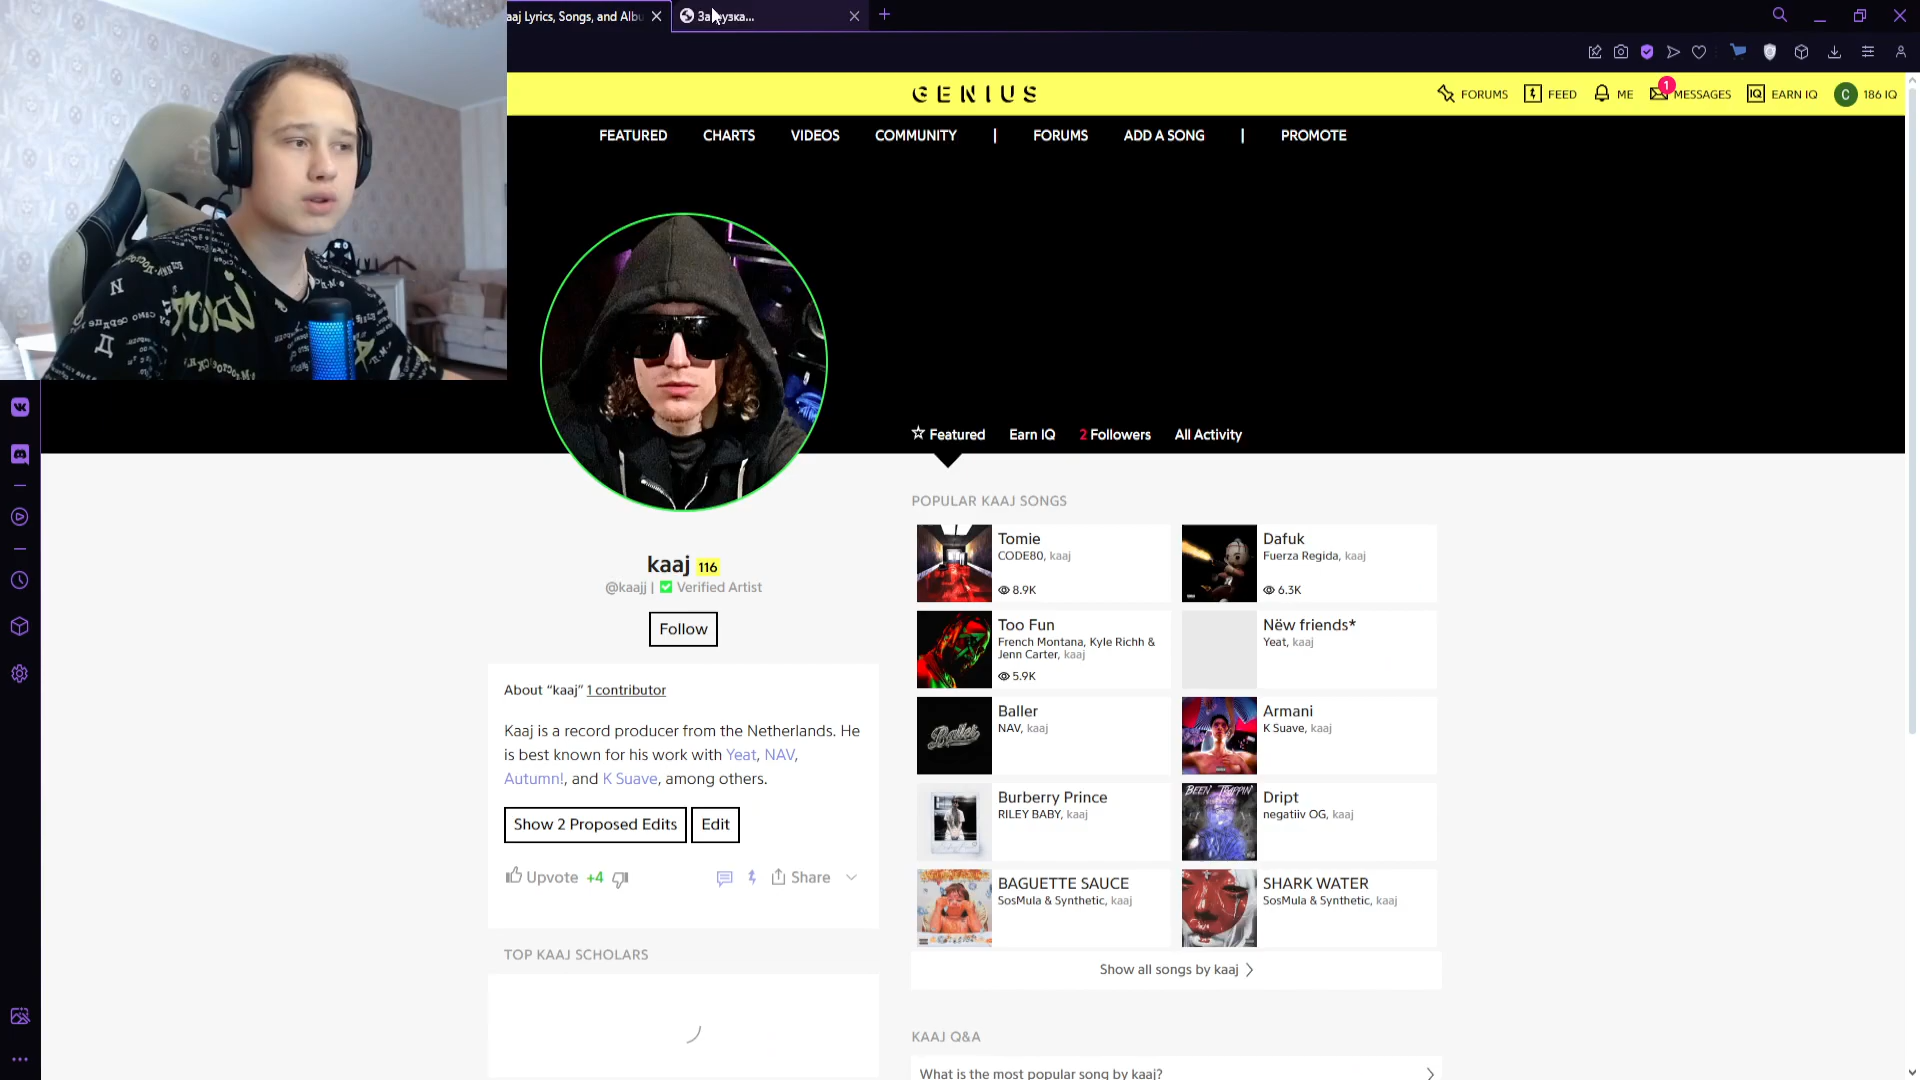 aaj Lyrics, Songs, and Albu
GENIUS
FORUMS
FEED
ME
1
MESSAGES
IQ
EARN IQ
C
186 IQ
FEATURED
CHARTS
VIDEOS
COMMUNITY
|
FORUMS
ADD A SONG
|
PROMOTE
Featured
Earn IQ
2 Followers
All Activity
kaaj 116
@kaajj | Verified Artist
Follow
About “kaaj” 1 contributor
Kaaj is a record producer from the Netherlands. He
is best known for his work with Yeat, NAV,
Autumn!, and K Suave, among others.
Show 2 Proposed Edits
Edit
Upvote +4
Share
TOP KAAJ SCHOLARS
POPULAR KAAJ SONGS
Tomie
CODE80, kaaj
8.9K
Dafuk
Fuerza Regida, kaaj
6.3K
Too Fun
French Montana, Kyle Richh &
Jenn Carter, kaaj
5.9K
Nëw friends*
Yeat, kaaj
Baller
NAV, kaaj
Armani
K Suave, kaaj
Burberry Prince
RILEY BABY, kaaj
BEEN TRIPPIN
Dript
negatiiv OG, kaaj
BAGUETTE SAUCE
SosMula & Synthetic, kaaj
SHARK WATER
SosMula & Synthetic, kaaj
Show all songs by kaaj
KAAJ Q&A
What is the most popular song by kaaj?